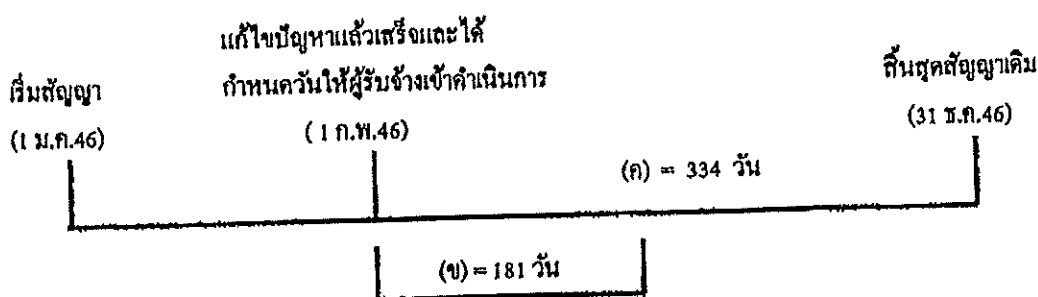 แก้ไขปัญหาแล้วเสร็จและได้
กำหนดวันให้ผู้รับจ้างเข้าดำเนินการ
สิ้นสุดสัญญาเดิม
เริ่มสัญญา
(1 ม.ค.46)
(1 ก.พ.46)
(31 ธ.ค.46)
(ค) = 334 วัน
(ข) = 181 วัน